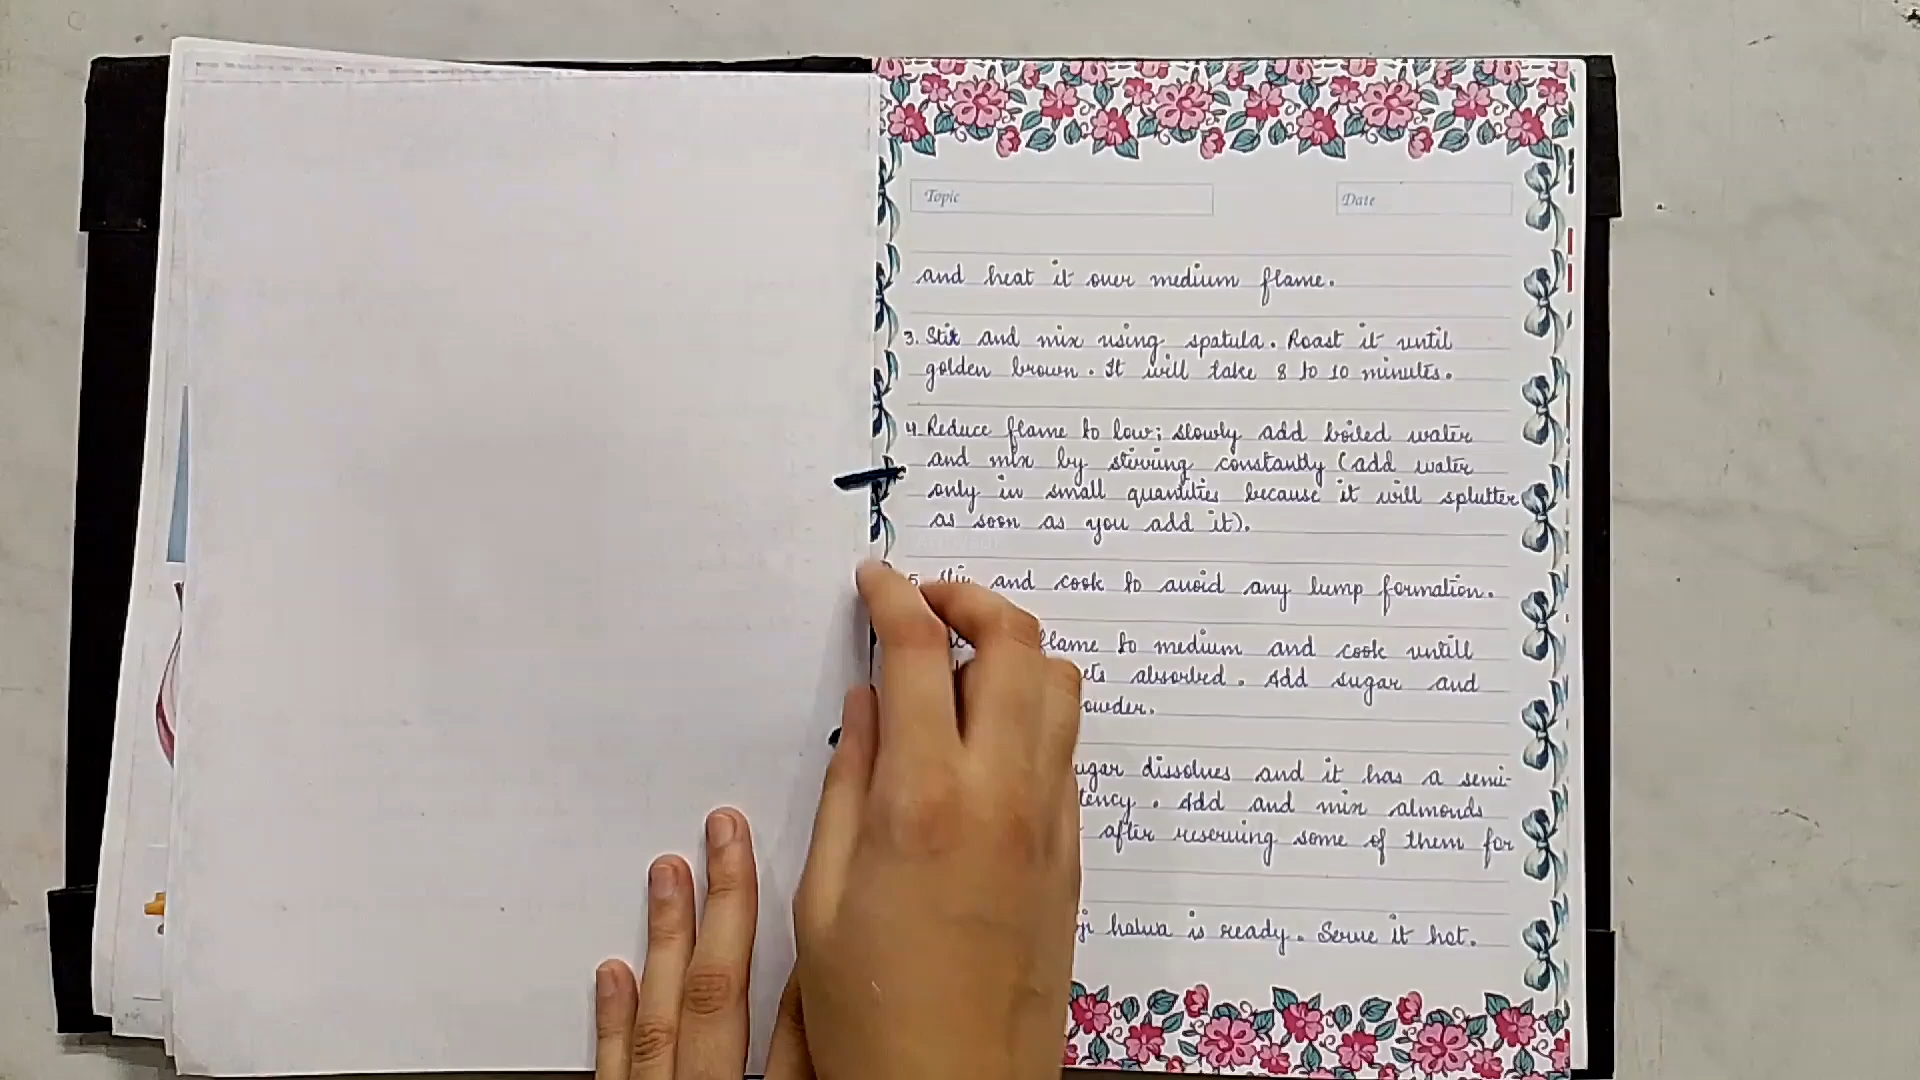 Topic
Date
and heat it over medium flame.
3. Stir and mix using spatula. Roast it until
golden brown. It will take 8 to 10 minutes.
4. Reduce flame to low; slowly add boiled water
and mix by stirring constantly (add water
only in small quantities because it will splutter
as soon as you add it).
5. Stir and cook to avoid any lump formation.
flame to medium and cook untill
absorbed. Add sugar and
dissolves and it has a semi-
Add and mix almonds
after reserving some of them for
halwa is ready. Serve it hot.